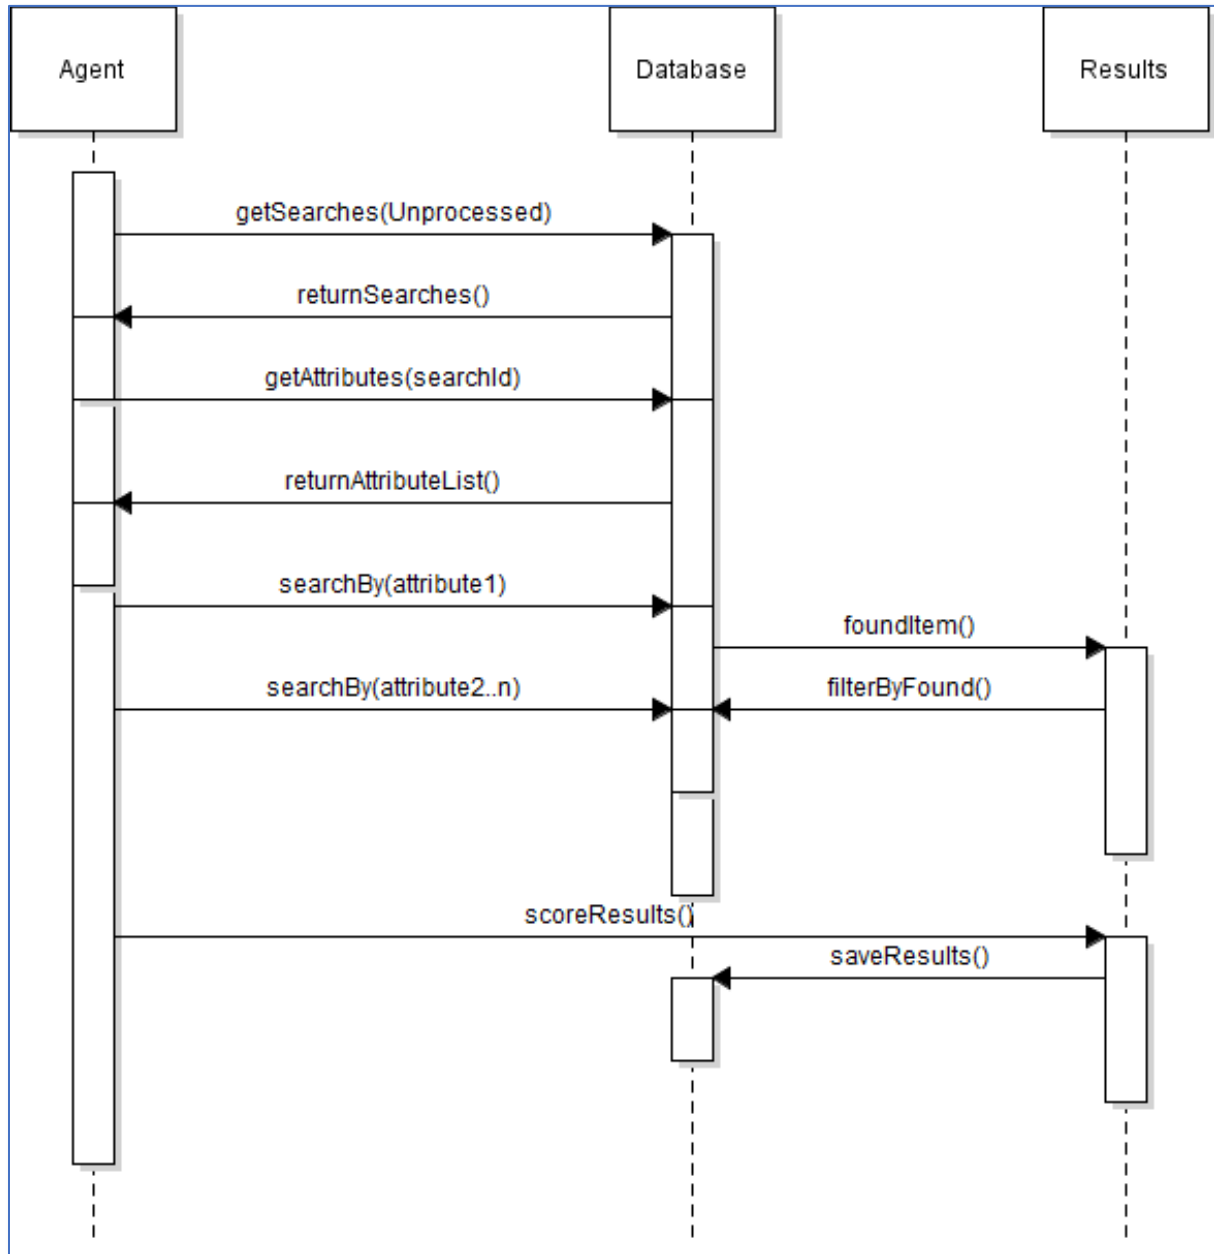 Agent
Database
Results
getSearches(Unprocessed)
returnSearches()
getAttributes(searchId)
returnAttributeList()
searchBy(attribute1)
foundItem()
searchBy(attribute2..n)
filterByFound()
scoreResults()
saveResults()